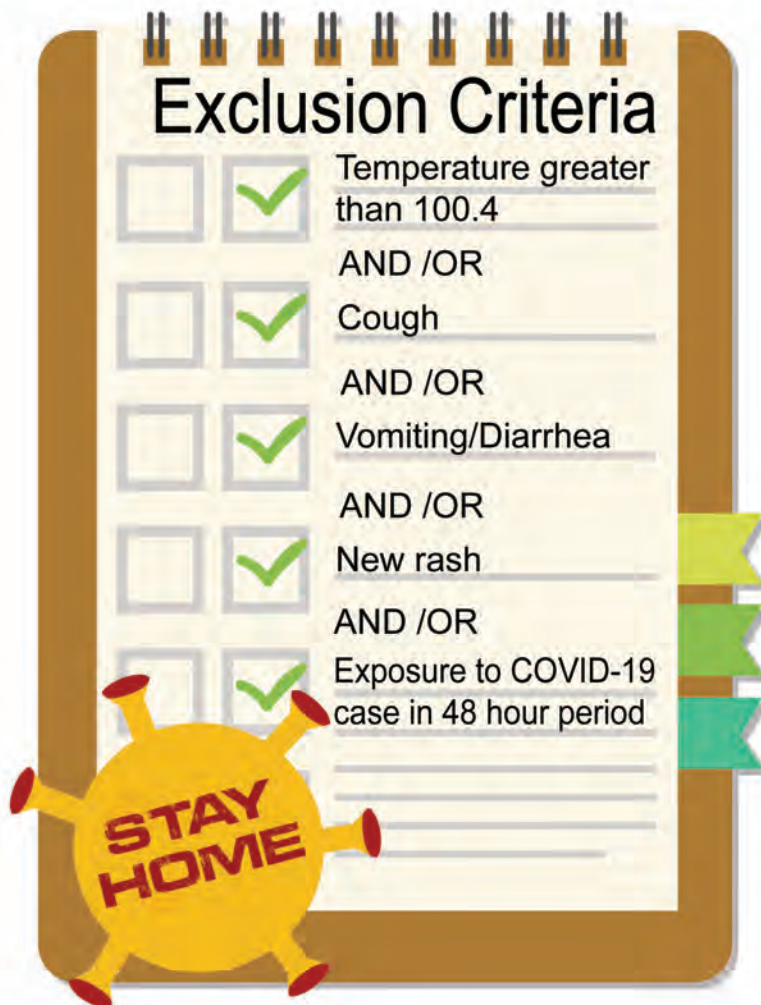 Exclusion Criteria
Temperature greater
than 100.4
AND /OR
Cough
AND /OR
Vomiting/Diarrhea
AND /OR
New rash
AND /OR
Exposure to COVID-19
case in 48 hour period
STAY
HOME